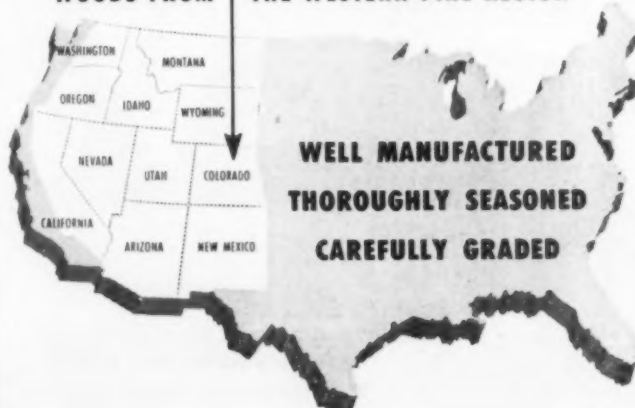 WOODS FROM THE WESTERN PINE REGION
WASHINGTON
MONTANA
OREGON
IDAHO
WYOMING
NEVADA
UTAH
COLORADO
CALIFORNIA
ARIZONA
NEW MEXICO
WELL MANUFACTURED
THOROUGHLY SEASONED
CAREFULLY GRADED